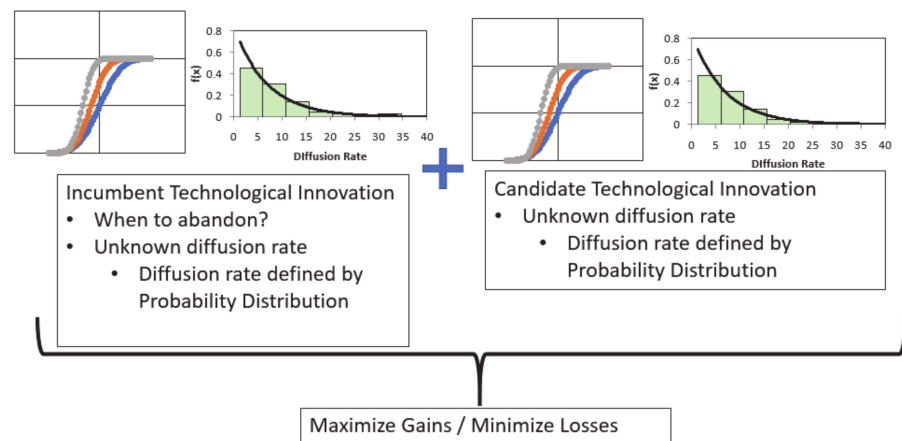 0.8
0.6
0.4
0.2
0
f(x)
0 5 10 15 20 25 30 35 40
DIffusion Rate
0.8
0.6
0.4
0.2
0
f(x)
0 5 10 15 20 25 30 35 40
DIffusion Rate
+
Incumbent Technological Innovation
• When to abandon?
• Unknown diffusion rate
• Diffusion rate defined by
Probability Distribution
Candidate Technological Innovation
• Unknown diffusion rate
• Diffusion rate defined by
Probability Distribution
Maximize Gains / Minimize Losses